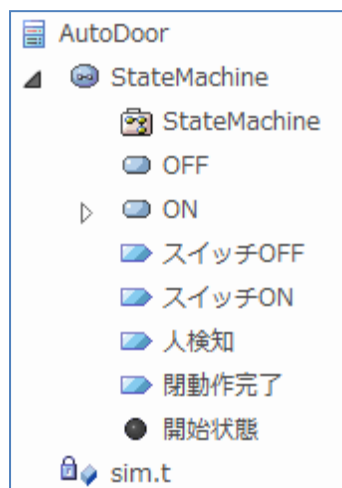 AutoDoor
StateMachine
StateMachine
OFF
ON
スイッチOFF
スイッチON
人検知
閉動作完了
開始状態
sim.t